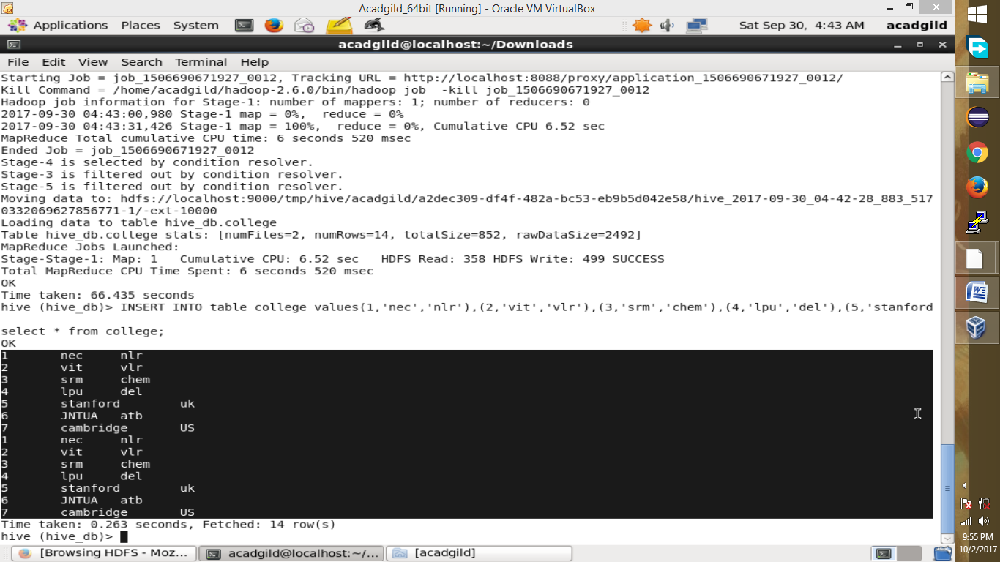 Acadgild_64bit [Running] - Oracle VM VirtualBox
Applications Places System Sat Sep 30, 4:43 AM acadgild
acadgild@localhost:~/Downloads
File Edit View Search Terminal Help
Starting Job = job_1506690671927_0012, Tracking URL = http://localhost:8088/proxy/application_1506690671927_0012/
Kill Command = /home/acadgild/hadoop-2.6.0/bin/hadoop job  -kill job_1506690671927_0012
Hadoop job information for Stage-1: number of mappers: 1; number of reducers: 0
2017-09-30 04:43:00,980 Stage-1 map = 0%,  reduce = 0%
2017-09-30 04:43:31,426 Stage-1 map = 100%,  reduce = 0%, Cumulative CPU 6.52 sec
MapReduce Total cumulative CPU time: 6 seconds 520 msec
Ended Job = job_1506690671927_0012
Stage-4 is selected by condition resolver.
Stage-3 is filtered out by condition resolver.
Stage-5 is filtered out by condition resolver.
Moving data to: hdfs://localhost:9000/tmp/hive/acadgild/a2dec309-df4f-482a-bc53-eb9b5d042e58/hive_2017-09-30_04-42-28_883_517
0332069627856771-1/-ext-10000
Loading data to table hive_db.college
Table hive_db.college stats: [numFiles=2, numRows=14, totalSize=852, rawDataSize=2492]
MapReduce Jobs Launched:
Stage-Stage-1: Map: 1   Cumulative CPU: 6.52 sec   HDFS Read: 358 HDFS Write: 499 SUCCESS
Total MapReduce CPU Time Spent: 6 seconds 520 msec
OK
Time taken: 66.435 seconds
hive (hive_db)> INSERT INTO table college values(1,'nec','nlr'),(2,'vit','vlr'),(3,'srm','chem'),(4,'lpu','del'),(5,'stanford
select * from college;
OK
1 nec nlr
2 vit vlr
3 srm chem
4 lpu del
5 stanford uk
6 JNTUA atb
7 cambridge US
1 nec nlr
2 vit vlr
3 srm chem
4 lpu del
5 stanford uk
6 JNTUA atb
7 cambridge US
Time taken: 0.263 seconds, Fetched: 14 row(s)
hive (hive_db)>
[Browsing HDFS - Moz... acadgild@localhost:~/... [acadgild]
9:55 PM
10/2/2017